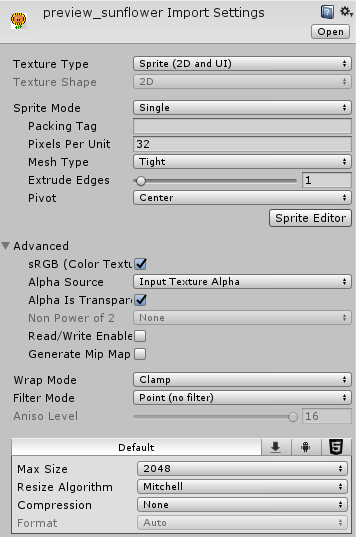 preview_sunflower Import Settings
Open
Texture Type Sprite (2D and UI)
Texture Shape 2D
Sprite Mode Single
Packing Tag
Pixels Per Unit 32
Mesh Type Tight
Extrude Edges 1
Pivot Center
Sprite Editor
Advanced
sRGB (Color Textu
Alpha Source Input Texture Alpha
Alpha Is Transpare
Non Power of 2 None
Read/Write Enable
Generate Mip Map
Wrap Mode Clamp
Filter Mode Point (no filter)
Aniso Level 16
Default
Max Size 2048
Resize Algorithm Mitchell
Compression None
Format Auto